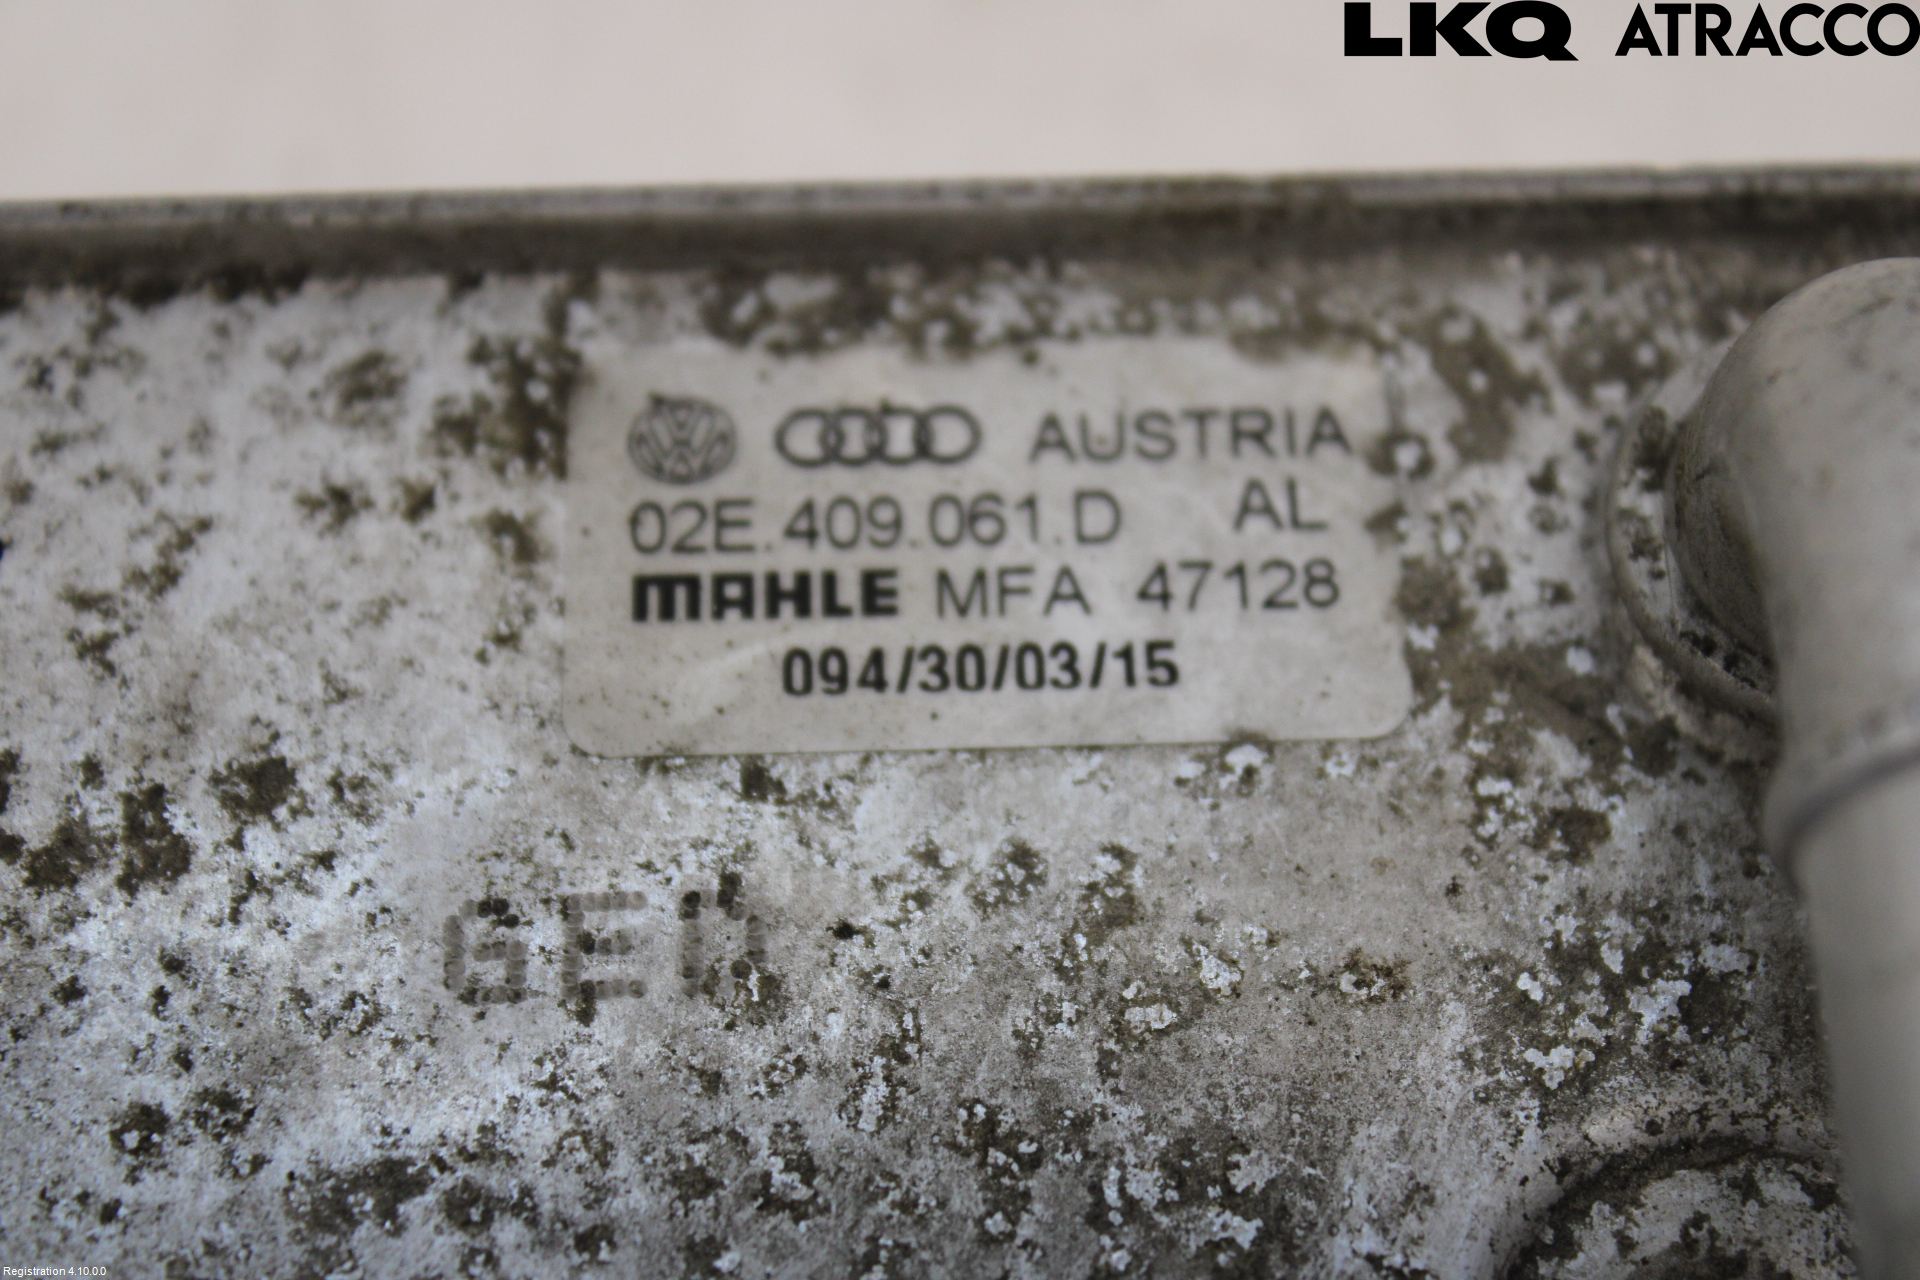 LKQ ATRACCO
AUSTRIA
02E.409.061.D AL
MAHLE MFA 47128
094/30/03/15
Registration 4.10.0.0